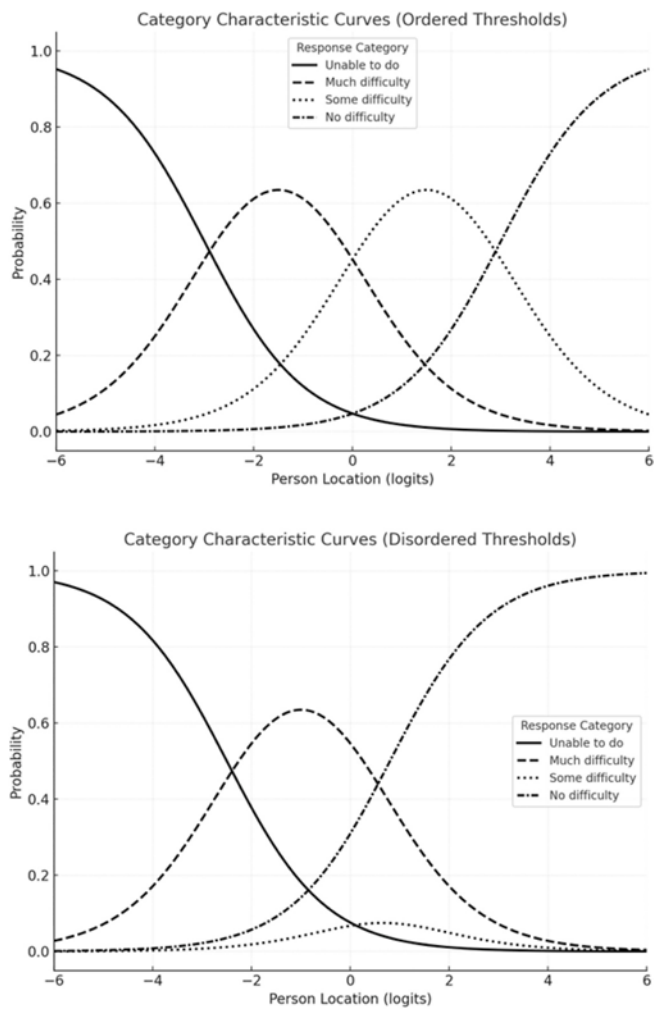 Category Characteristic Curves (Ordered Thresholds)
Response Category
Unable to do
Much difficulty
Some difficulty
No difficulty
1.0
0.8
0.6
0.4
0.2
0.0
Probability
−6 −4 −2 0 2 4 6
Person Location (logits)
Category Characteristic Curves (Disordered Thresholds)
1.0
0.8
0.6
0.4
0.2
0.0
Probability
Response Category
Unable to do
Much difficulty
Some difficulty
No difficulty
−6 −4 −2 0 2 4 6
Person Location (logits)